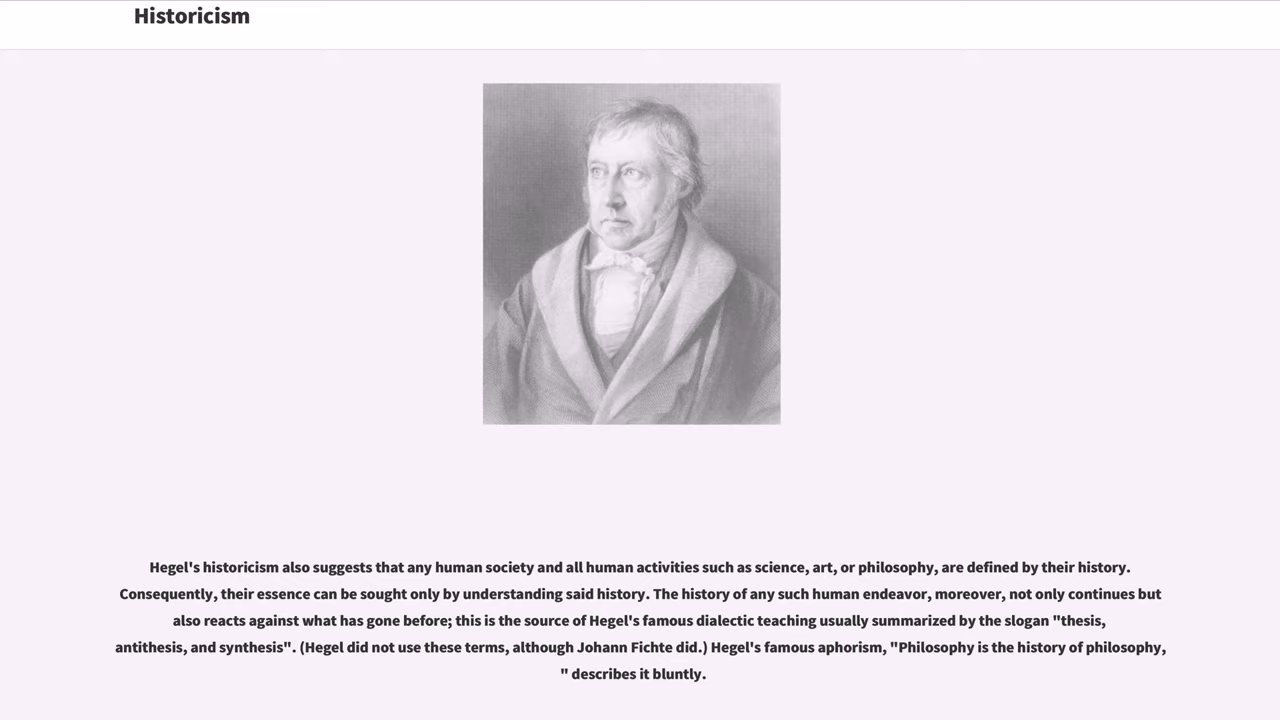 Historicism
Hegel's historicism also suggests that any human society and all human activities such as science, art, or philosophy, are defined by their history.
Consequently, their essence can be sought only by understanding said history. The history of any such human endeavor, moreover, not only continues but
also reacts against what has gone before; this is the source of Hegel's famous dialectic teaching usually summarized by the slogan "thesis,
antithesis, and synthesis". (Hegel did not use these terms, although Johann Fichte did.) Hegel's famous aphorism, "Philosophy is the history of philosophy,
" describes it bluntly.